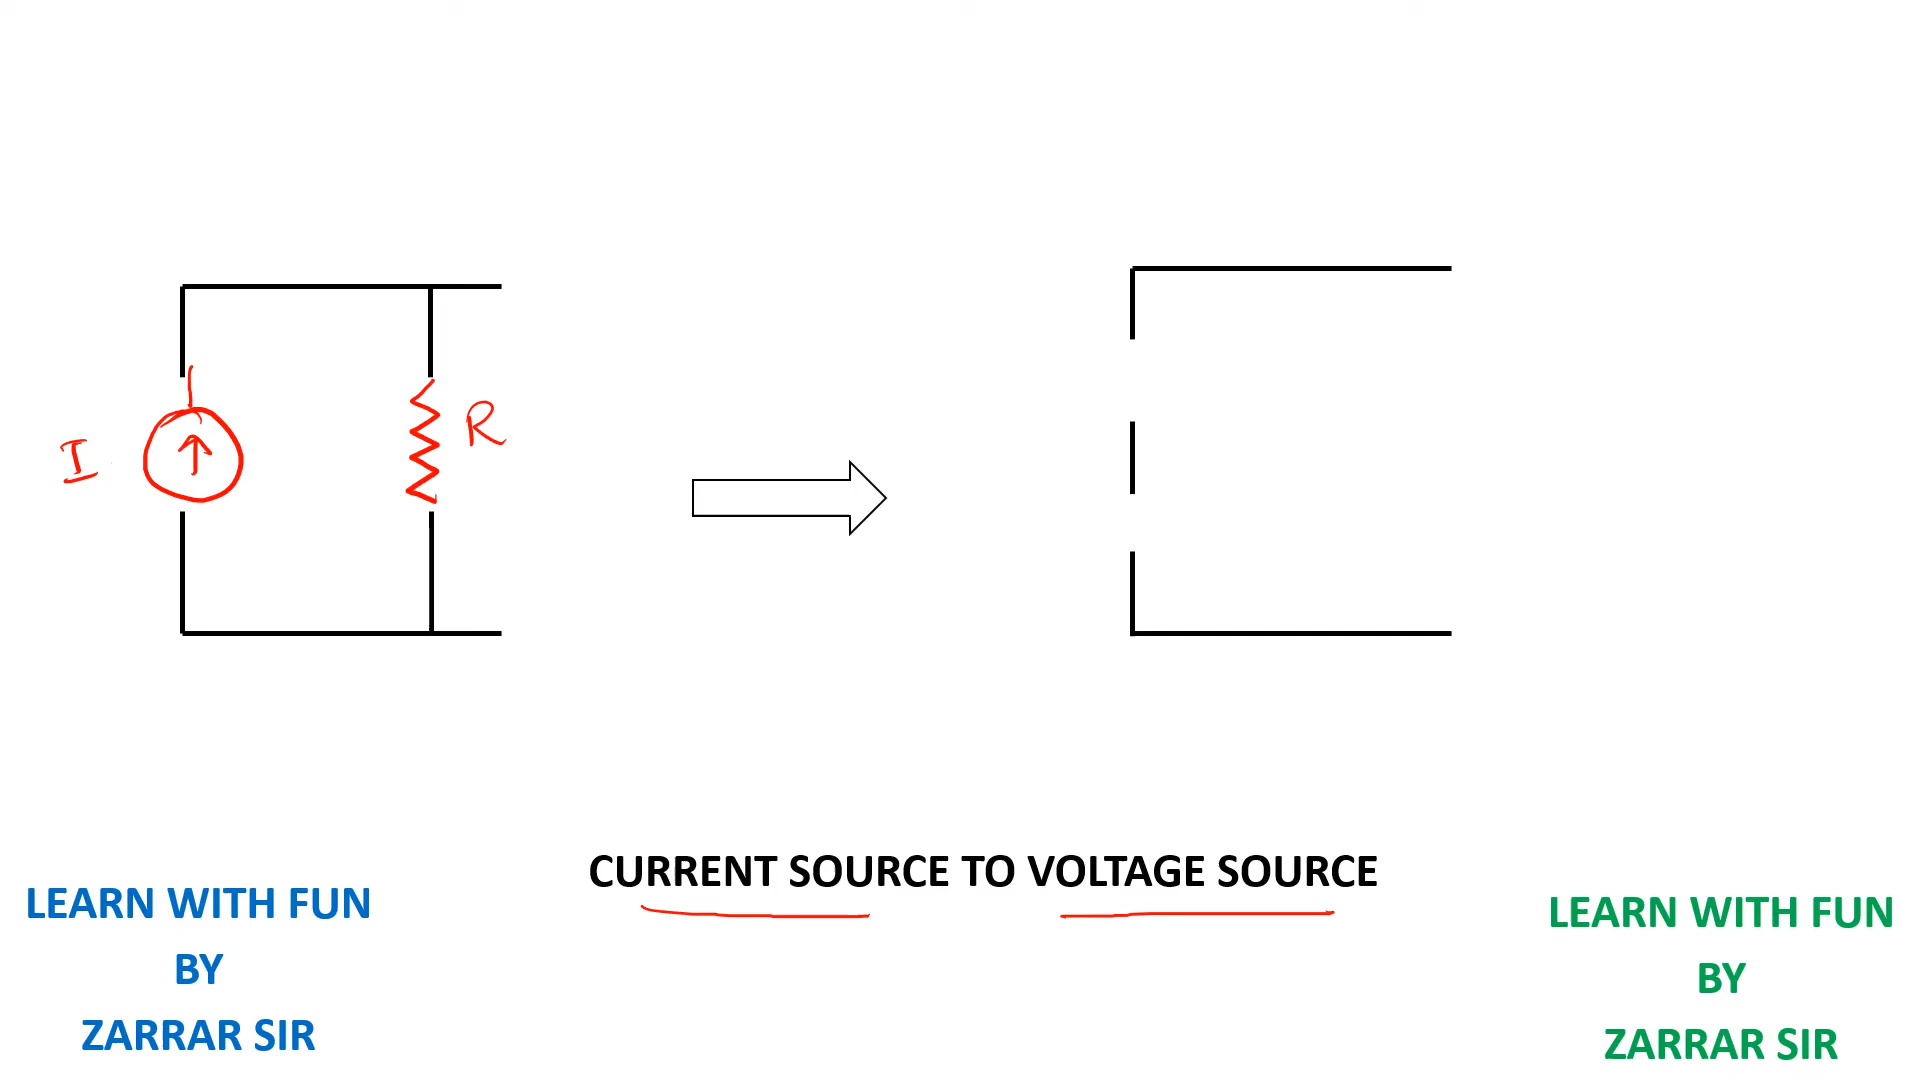 I
R
CURRENT SOURCE TO VOLTAGE SOURCE
LEARN WITH FUN
BY
ZARRAR SIR
LEARN WITH FUN
BY
ZARRAR SIR